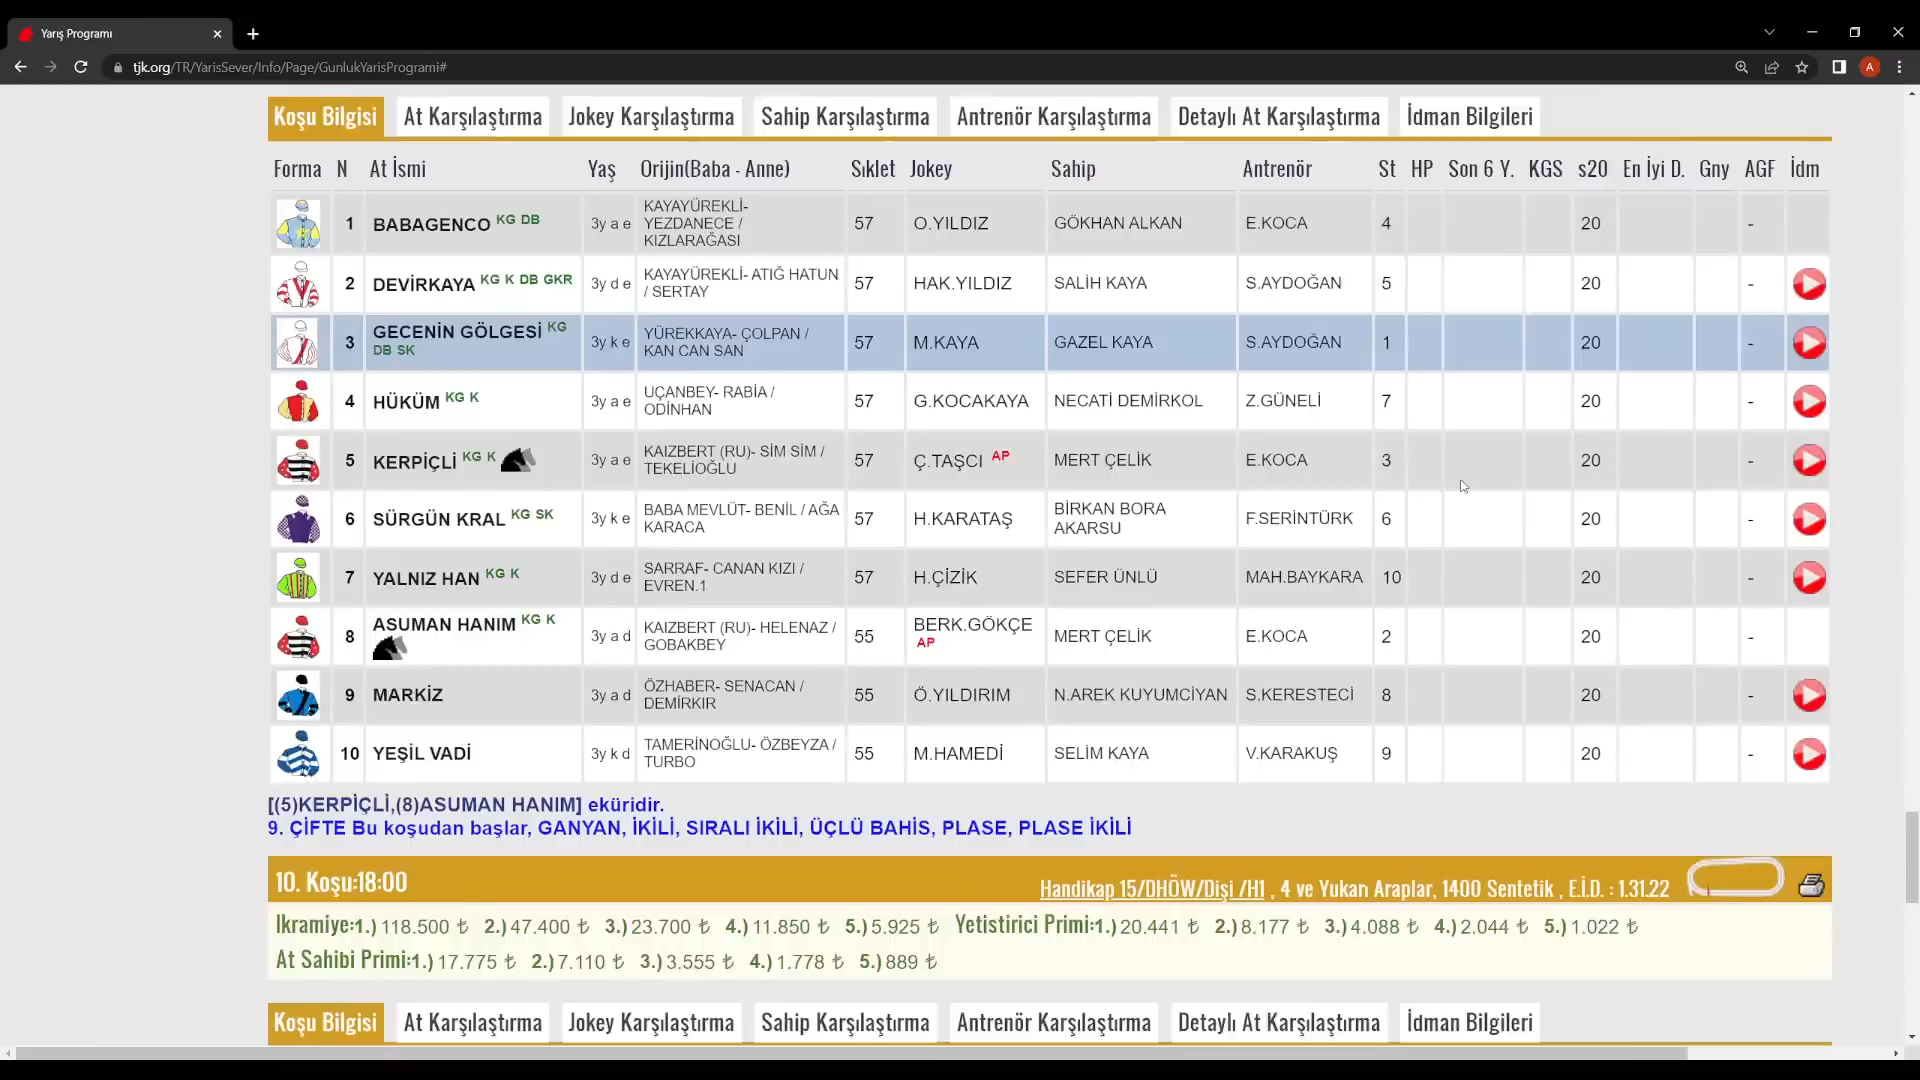 Yarış Programı
tjk.org/TR/YarisSever/Info/Page/GunlukYarisProgrami#
A
Koşu Bilgisi At Karşılaştırma Jokey Karşılaştırma Sahip Karşılaştırma Antrenör Karşılaştırma Detaylı At Karşılaştırma İdman Bilgileri
Forma N At İsmi Yaş Orijin(Baba - Anne) Sıklet Jokey Sahip Antrenör St HP Son 6 Y. KGS s20 En İyi D. Gny AGF İdm
1 BABAGENCO KG DB 3y a e KAYAYÜREKLİ- YEZDANECE / KIZLARAĞASI 57 O.YILDIZ GÖKHAN ALKAN E.KOCA 4 20 -
2 DEVİRKAYA KG K DB GKR 3y d e KAYAYÜREKLİ- ATIĞ HATUN / SERTAY 57 HAK.YILDIZ SALİH KAYA S.AYDOĞAN 5 20 -
3 GECENİN GÖLGESİ KG DB SK 3y k e YÜREKKAYA- ÇOLPAN / KAN CAN SAN 57 M.KAYA GAZEL KAYA S.AYDOĞAN 1 20 -
4 HÜKÜM KG K 3y a e UÇANBEY- RABİA / ODİNHAN 57 G.KOCAKAYA NECATİ DEMİRKOL Z.GÜNELİ 7 20 -
5 KERPİÇLİ KG K 3y a e KAIZBERT (RU)- SİM SİM / TEKELİOĞLU 57 Ç.TAŞCI AP MERT ÇELİK E.KOCA 3 20 -
6 SÜRGÜN KRAL KG SK 3y k e BABA MEVLÜT- BENİL / AĞA KARACA 57 H.KARATAŞ BİRKAN BORA AKARSU F.SERİNTÜRK 6 20 -
7 YALNIZ HAN KG K 3y d e SARRAF- CANAN KIZI / EVREN.1 57 H.ÇİZİK SEFER ÜNLÜ MAH.BAYKARA 10 20 -
8 ASUMAN HANIM KG K 3y a d KAIZBERT (RU)- HELENAZ / GOBAKBEY 55 BERK.GÖKÇE AP MERT ÇELİK E.KOCA 2 20 -
9 MARKİZ 3y a d ÖZHABER- SENACAN / DEMİRKIR 55 Ö.YILDIRIM N.AREK KUYUMCİYAN S.KERESTECİ 8 20 -
10 YEŞİL VADİ 3y k d TAMERİNOĞLU- ÖZBEYZA / TURBO 55 M.HAMEDİ SELİM KAYA V.KARAKUŞ 9 20 -
[(5)KERPİÇLİ,(8)ASUMAN HANIM] eküridir.
9. ÇİFTE Bu koşudan başlar, GANYAN, İKİLİ, SIRALI İKİLİ, ÜÇLÜ BAHİS, PLASE, PLASE İKİLİ
10. Koşu:18:00 Handikap 15/DHÖW/Dişi /H1 , 4 ve Yukarı Araplar, 1400 Sentetik , E.İ.D. : 1.31.22
Ikramiye:1.) 118.500 ₺ 2.) 47.400 ₺ 3.) 23.700 ₺ 4.) 11.850 ₺ 5.) 5.925 ₺ Yetistirici Primi:1.) 20.441 ₺ 2.) 8.177 ₺ 3.) 4.088 ₺ 4.) 2.044 ₺ 5.) 1.022 ₺
At Sahibi Primi:1.) 17.775 ₺ 2.) 7.110 ₺ 3.) 3.555 ₺ 4.) 1.778 ₺ 5.) 889 ₺
Koşu Bilgisi At Karşılaştırma Jokey Karşılaştırma Sahip Karşılaştırma Antrenör Karşılaştırma Detaylı At Karşılaştırma İdman Bilgileri